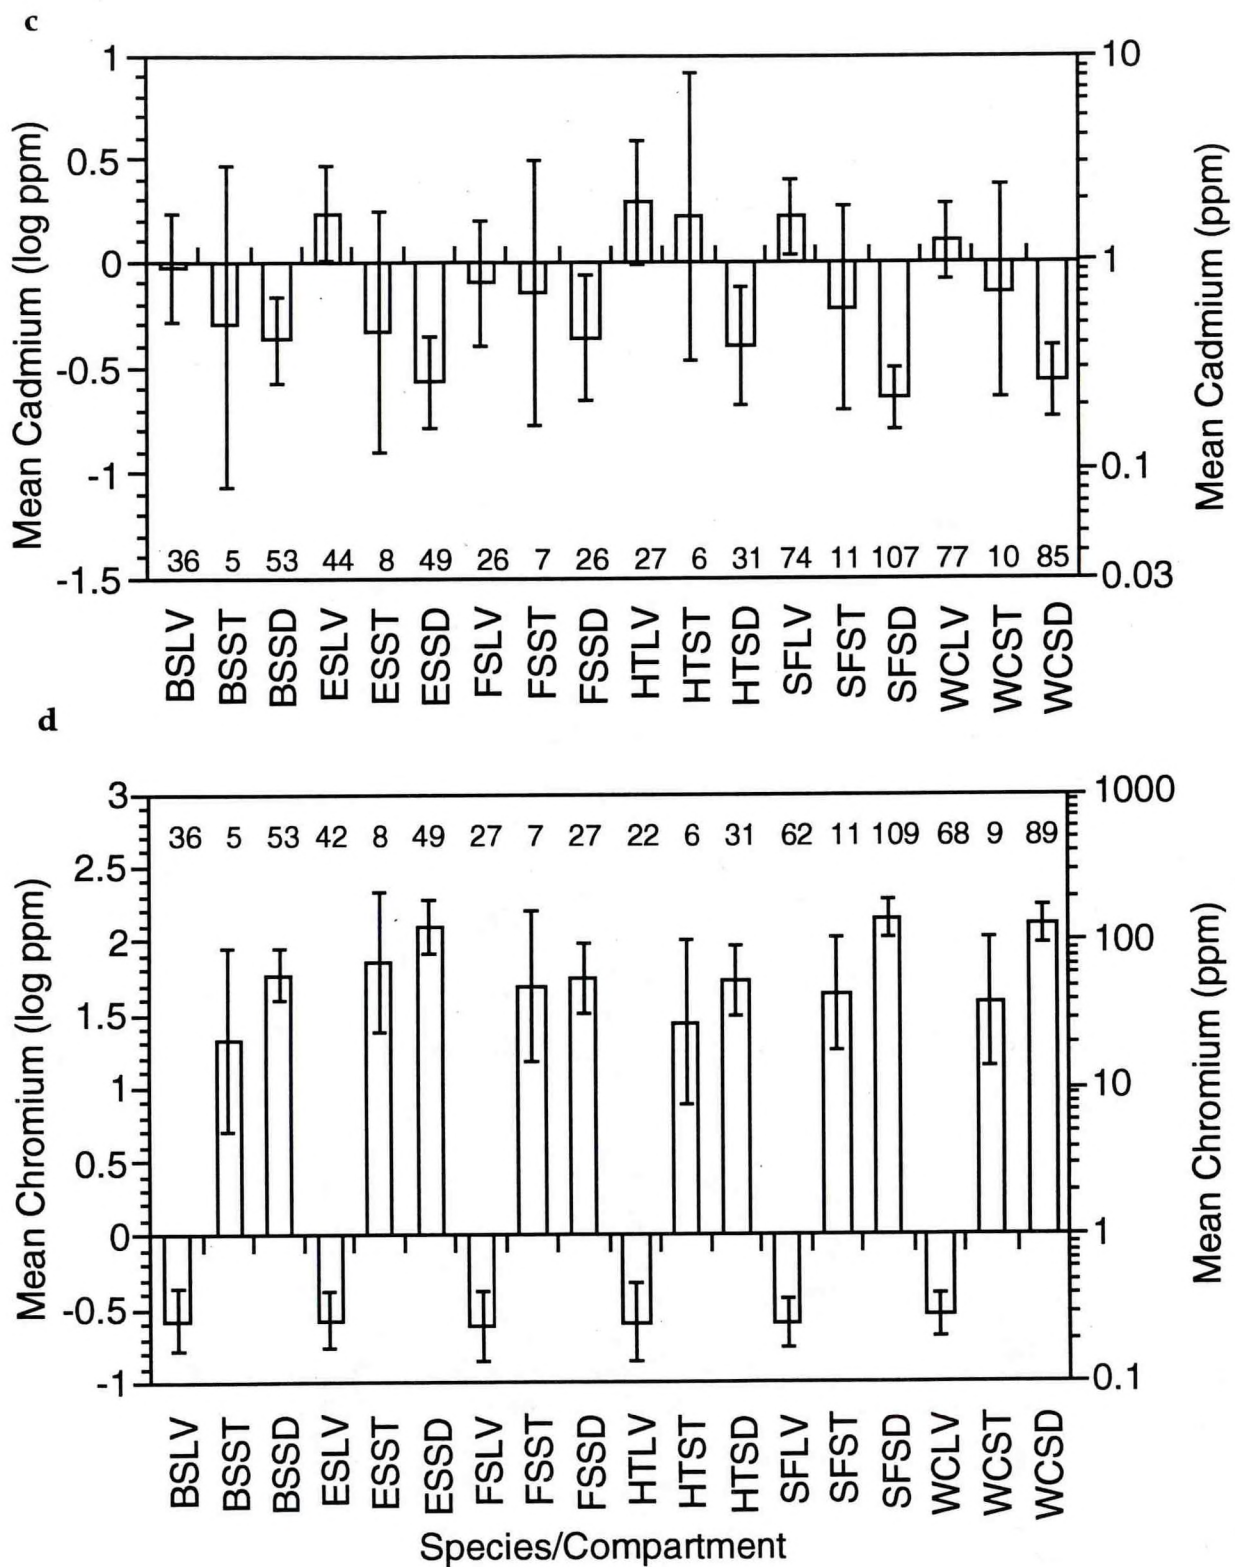 c
Mean Cadmium (log ppm)
1
0.5
0
-0.5
-1
-1.5
10
1
0.1
0.03
Mean Cadmium (ppm)
36 5 53 44 8 49 26 7 26 27 6 31 74 11 107 77 10 85
BSLV BSST BSSD ESLV ESST ESSD FSLV FSST FSSD HTLV HTST HTSD SFLV SFST SFSD WCLV WCST WCSD
d
Mean Chromium (log ppm)
3
2.5
2
1.5
1
0.5
0
-0.5
-1
1000
100
10
1
0.1
Mean Chromium (ppm)
36 5 53 42 8 49 27 7 27 22 6 31 62 11 109 68 9 89
BSLV BSST BSSD ESLV ESST ESSD FSLV FSST FSSD HTLV HTST HTSD SFLV SFST SFSD WCLV WCST WCSD
Species/Compartment